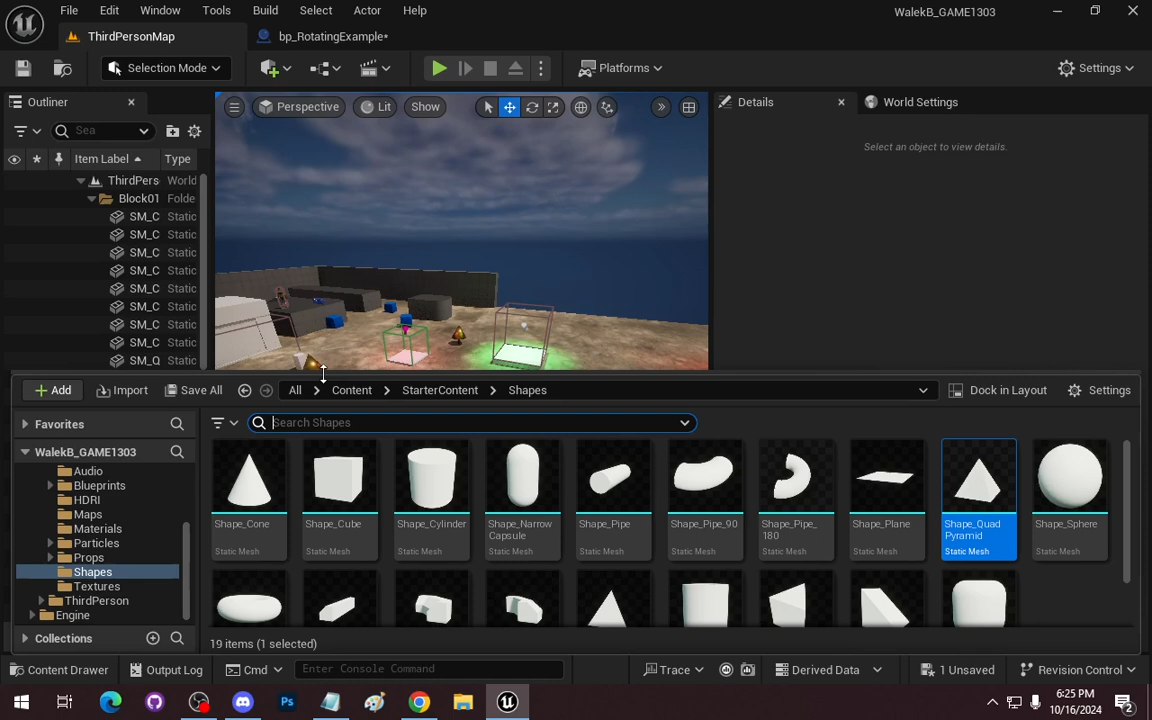 File Edit Window Tools Build Select Actor Help WalekB_GAME1303
ThirdPersonMap bp_RotatingExample*
Selection Mode Platforms Settings
Outliner Perspective Lit Show Details World Settings
Sea
Item Label Type
Select an object to view details.
ThirdPers World
Block01 Folde
SM_C Static
SM_C Static
SM_C Static
SM_C Static
SM_C Static
SM_C Static
SM_C Static
SM_C Static
SM_Q Static
Add Import Save All All Content StarterContent Shapes Dock in Layout Settings
Favorites Search Shapes
WalekB_GAME1303
Audio
Blueprints
HDRI
Maps
Materials
Particles
Props
Shapes
Textures
ThirdPerson
Engine
Collections
Shape_Cone
Static Mesh
Shape_Cube
Static Mesh
Shape_Cylinder
Static Mesh
Shape_Narrow
Capsule
Static Mesh
Shape_Pipe
Static Mesh
Shape_Pipe_90
Static Mesh
Shape_Pipe_
180
Static Mesh
Shape_Plane
Static Mesh
Shape_Quad
Pyramid
Static Mesh
Shape_Sphere
Static Mesh
19 items (1 selected)
Content Drawer Output Log Cmd Enter Console Command Trace Derived Data 1 Unsaved Revision Control
Ps
6:25 PM
10/16/2024
2